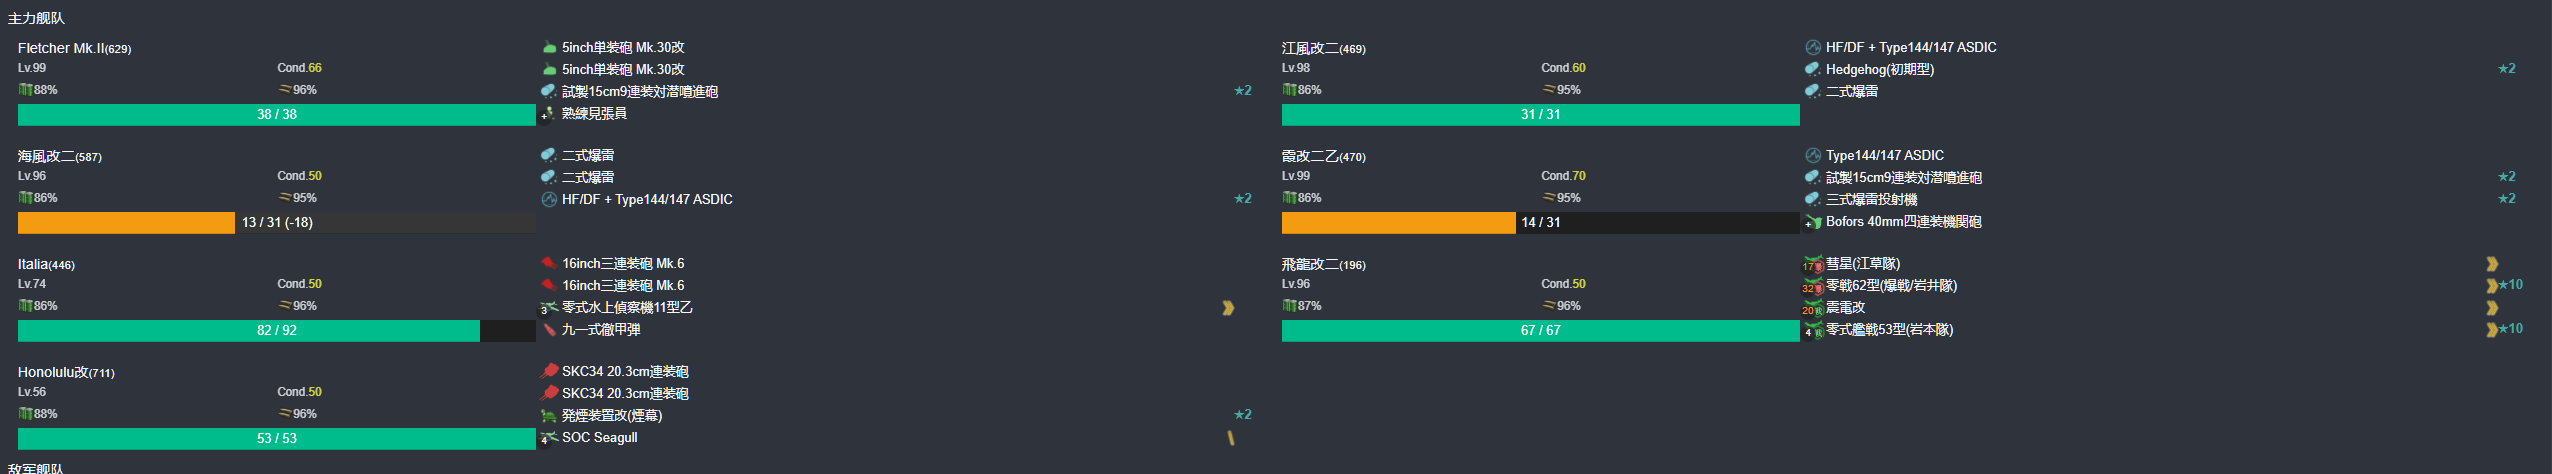 主力舰队
Fletcher Mk.II(629)
Lv.99 Cond.66
88% 96%
38 / 38
5inch単装砲 Mk.30改
5inch単装砲 Mk.30改
試製15cm9連装対潜噴進砲 ★2
+ 熟練見張員
江風改二(469)
Lv.98 Cond.60
86% 95%
31 / 31
HF/DF + Type144/147 ASDIC
Hedgehog(初期型) ★2
二式爆雷
海風改二(587)
Lv.96 Cond.50
86% 95%
13 / 31 (-18)
二式爆雷
二式爆雷
HF/DF + Type144/147 ASDIC ★2
霞改二乙(470)
Lv.99 Cond.70
86% 95%
14 / 31
Type144/147 ASDIC
試製15cm9連装対潜噴進砲 ★2
三式爆雷投射機 ★2
+ Bofors 40mm四連装機関砲
Italia(446)
Lv.74 Cond.50
86% 96%
82 / 92
16inch三連装砲 Mk.6
16inch三連装砲 Mk.6
3 零式水上偵察機11型乙
九一式徹甲弾
飛龍改二(196)
Lv.96 Cond.50
87% 96%
67 / 67
17 彗星(江草隊)
32 零戦62型(爆戦/岩井隊) ★10
20 震電改
4 零式艦戦53型(岩本隊) ★10
Honolulu改(711)
Lv.56 Cond.50
88% 96%
53 / 53
SKC34 20.3cm連装砲
SKC34 20.3cm連装砲
発煙装置改(煙幕) ★2
4 SOC Seagull
敌军舰队